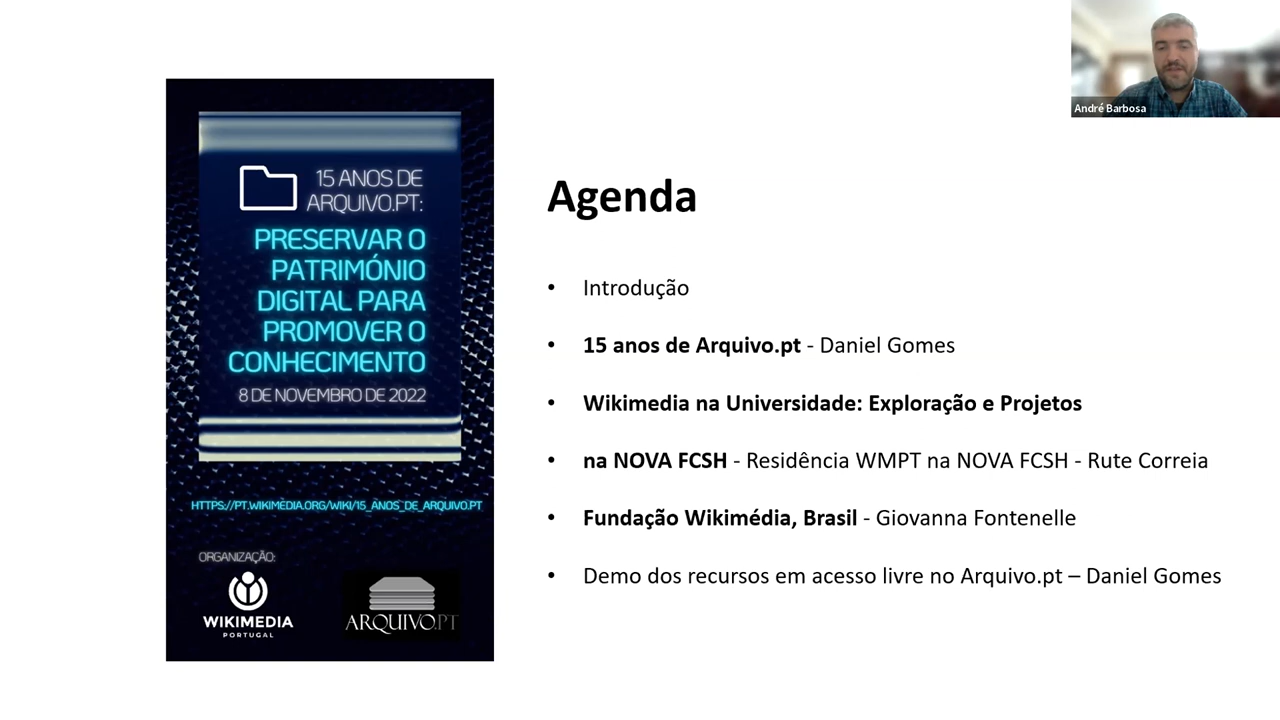 15 ANOS DE
ARQUIVO.PT:
PRESERVAR O
PATRIMÓNIO
DIGITAL PARA
PROMOVER O
CONHECIMENTO
8 DE NOVEMBRO DE 2022
HTTPS://PT.WIKIMEDIA.ORG/WIKI/15_ANOS_DE_ARQUIVO.PT
ORGANIZAÇÃO:
WIKIMEDIA
PORTUGAL
ARQUIVO.PT
Agenda
• Introdução
• 15 anos de Arquivo.pt - Daniel Gomes
• Wikimedia na Universidade: Exploração e Projetos
• na NOVA FCSH - Residência WMPT na NOVA FCSH - Rute Correia
• Fundação Wikimédia, Brasil - Giovanna Fontenelle
• Demo dos recursos em acesso livre no Arquivo.pt – Daniel Gomes
André Barbosa